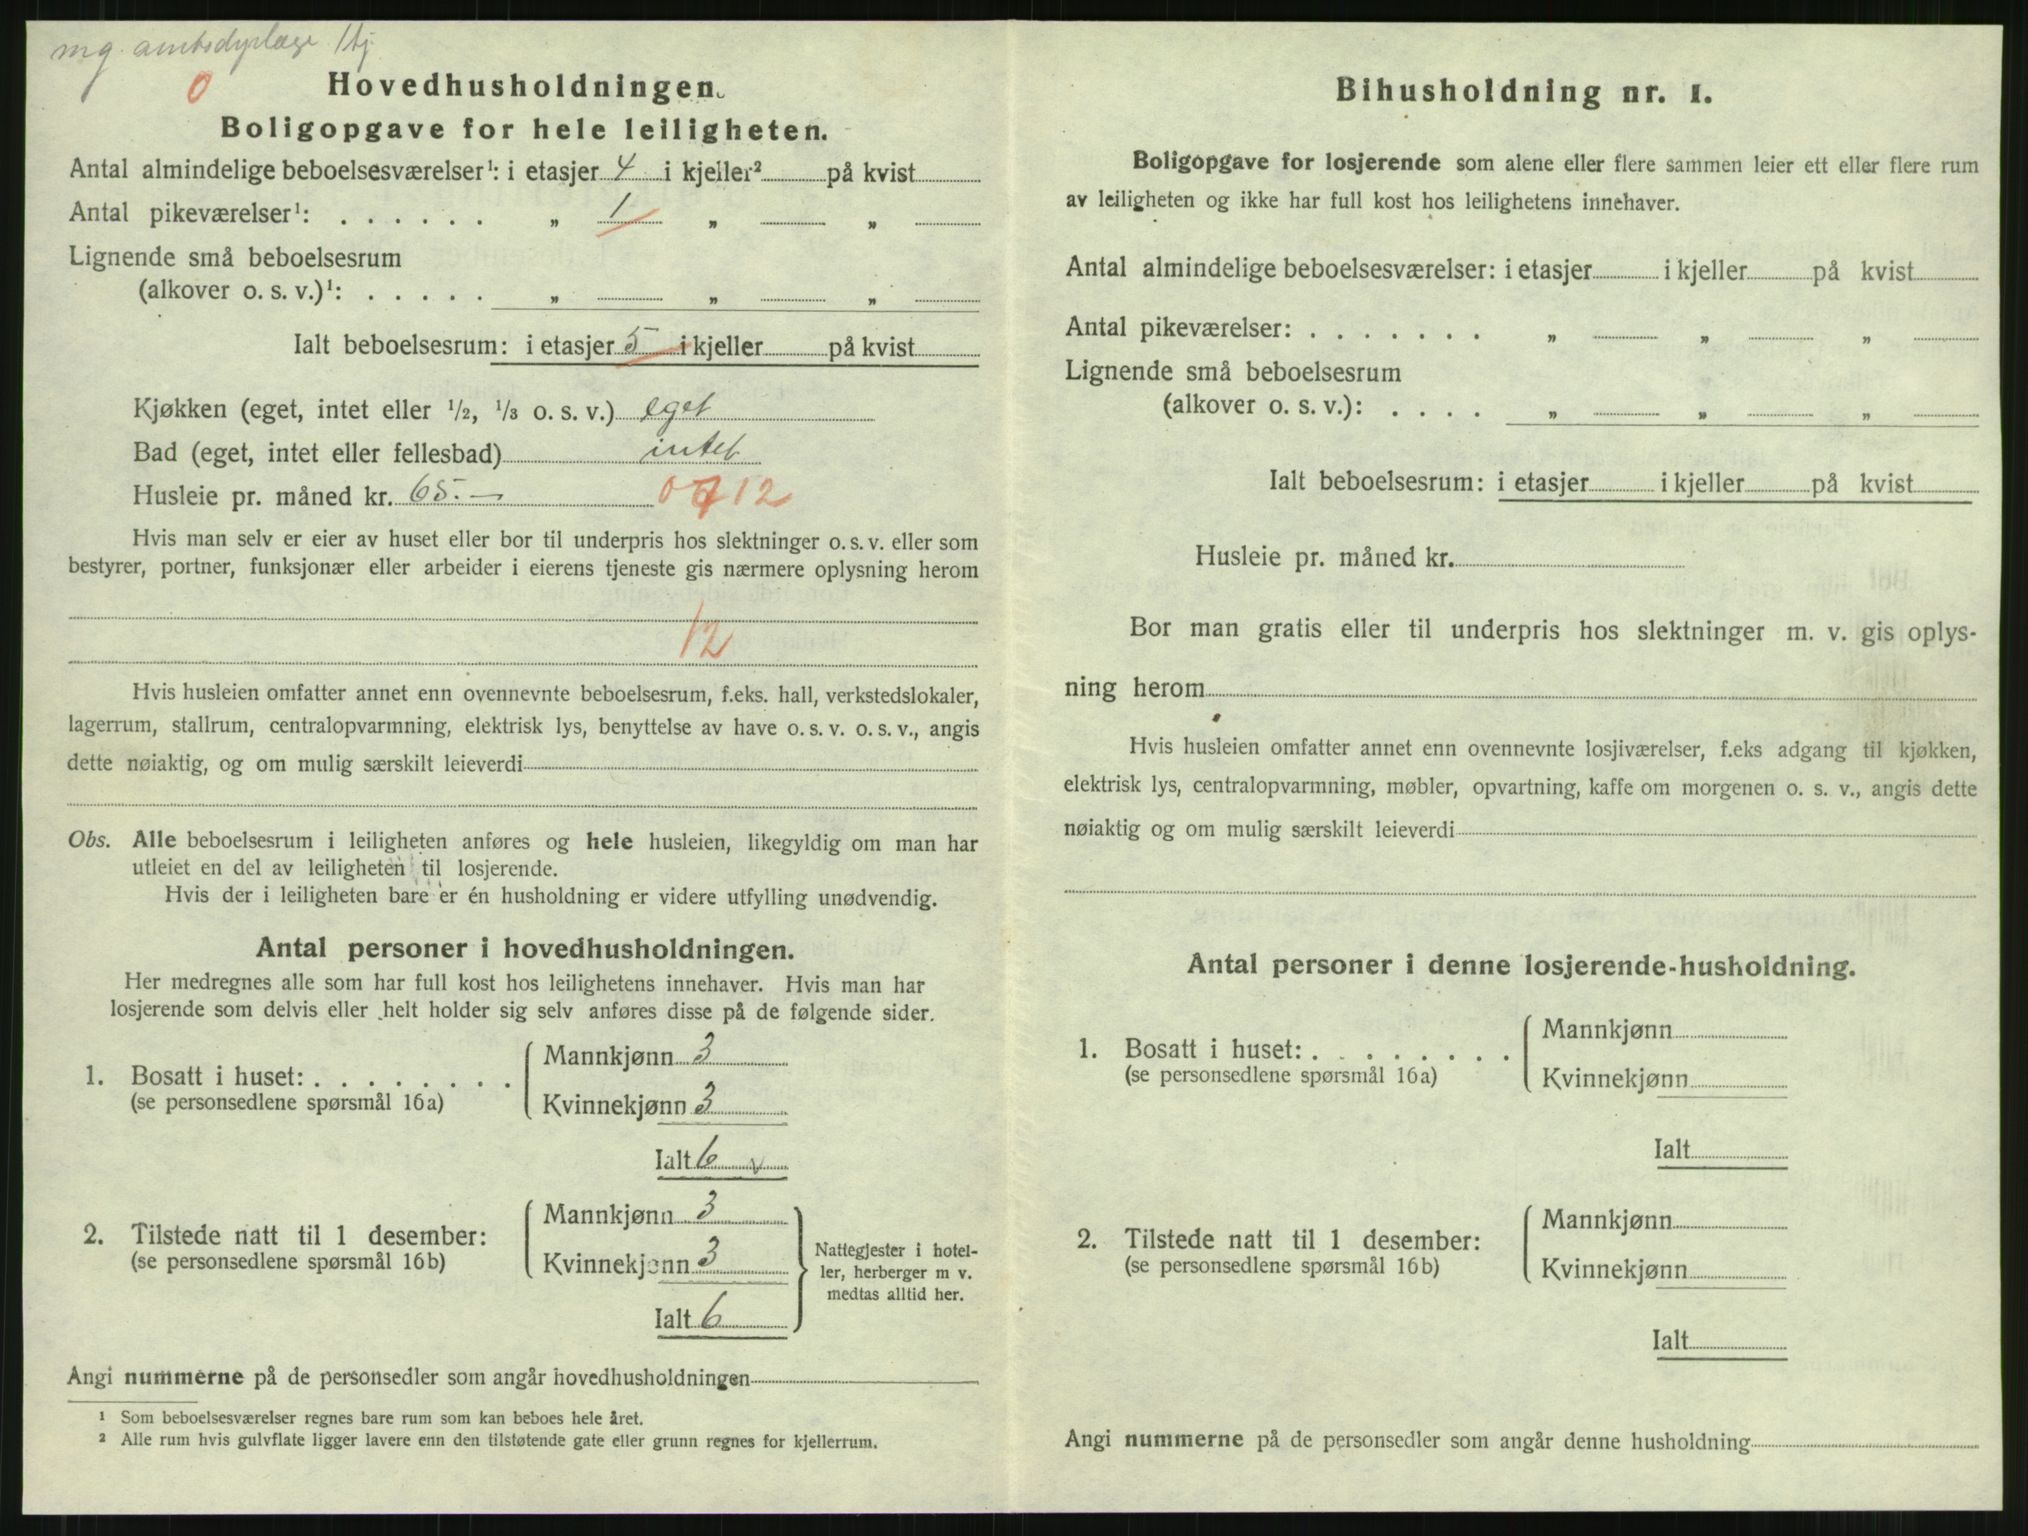 mg. amtsdyrlæge 1 tj
0
Hovedhusholdningen.
Boligopgave for hele leiligheten.
Antal almindelige beboelsesværelser¹: i etasjer 4 i kjeller² på kvist
Antal pikeværelser¹: . . . . . . „ 1 „ „
Lignende små beboelsesrum
(alkover o. s. v.)¹: . . . . . „ „ „
Ialt beboelsesrum: i etasjer 5 i kjeller på kvist
Kjøkken (eget, intet eller 1/2, 1/3 o. s. v.) eget
Bad (eget, intet eller fellesbad) intet
Husleie pr. måned kr. 65.— 0712
Hvis man selv er eier av huset eller bor til underpris hos slektninger o. s. v. eller som
bestyrer, portner, funksjonær eller arbeider i eierens tjeneste gis nærmere oplysning herom
12
Hvis husleien omfatter annet enn ovennevnte beboelsesrum, f.eks. hall, verkstedslokaler,
lagerrum, stallrum, centralopvarmning, elektrisk lys, benyttelse av have o. s. v. o. s. v., angis
dette nøiaktig, og om mulig særskilt leieverdi
Obs. Alle beboelsesrum i leiligheten anføres og hele husleien, likegyldig om man har
utleiet en del av leiligheten til losjerende.
Hvis der i leiligheten bare er én husholdning er videre utfylling unødvendig.
Antal personer i hovedhusholdningen.
Her medregnes alle som har full kost hos leilighetens innehaver. Hvis man har
losjerende som delvis eller helt holder sig selv anføres disse på de følgende sider.
Mannkjønn 3
1. Bosatt i huset: . . . . . . . .
(se personsedlene spørsmål 16a)
Kvinnekjønn 3
Ialt 6 v
Mannkjønn 3
2. Tilstede natt til 1 desember:
(se personsedlene spørsmål 16b)
Kvinnekjønn 3
Nattegjester i hotel-
ler, herberger m v.
medtas alltid her.
Ialt 6
Angi nummerne på de personsedler som angår hovedhusholdningen
¹ Som beboelsesværelser regnes bare rum som kan beboes hele året.
² Alle rum hvis gulvflate ligger lavere enn den tilstøtende gate eller grunn regnes for kjellerrum.
Bihusholdning nr. 1.
Boligopgave for losjerende som alene eller flere sammen leier ett eller flere rum
av leiligheten og ikke har full kost hos leilighetens innehaver.
Antal almindelige beboelsesværelser: i etasjer i kjeller på kvist
Antal pikeværelser: . . . . . . . „ „ „
Lignende små beboelsesrum
(alkover o. s. v.): . . . . „ „ „
Ialt beboelsesrum: i etasjer i kjeller på kvist
Husleie pr. måned kr.
Bor man gratis eller til underpris hos slektninger m. v. gis oplys-
ning herom
Hvis husleien omfatter annet enn ovennevnte losjiværelser, f.eks adgang til kjøkken,
elektrisk lys, centralopvarmning, møbler, opvartning, kaffe om morgenen o. s. v., angis dette
nøiaktig og om mulig særskilt leieverdi
Antal personer i denne losjerende-husholdning.
Mannkjønn
1. Bosatt i huset: . . . . . . . .
(se personsedlene spørsmål 16a)
Kvinnekjønn
Ialt
Mannkjønn
2. Tilstede natt til 1 desember:
(se personsedlene spørsmål 16b)
Kvinnekjønn
Ialt
Angi nummerne på de personsedler som angår denne husholdning